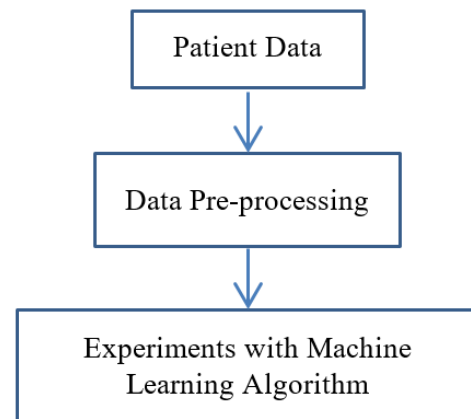 Patient Data
Data Pre-processing
Experiments with Machine
Learning Algorithm